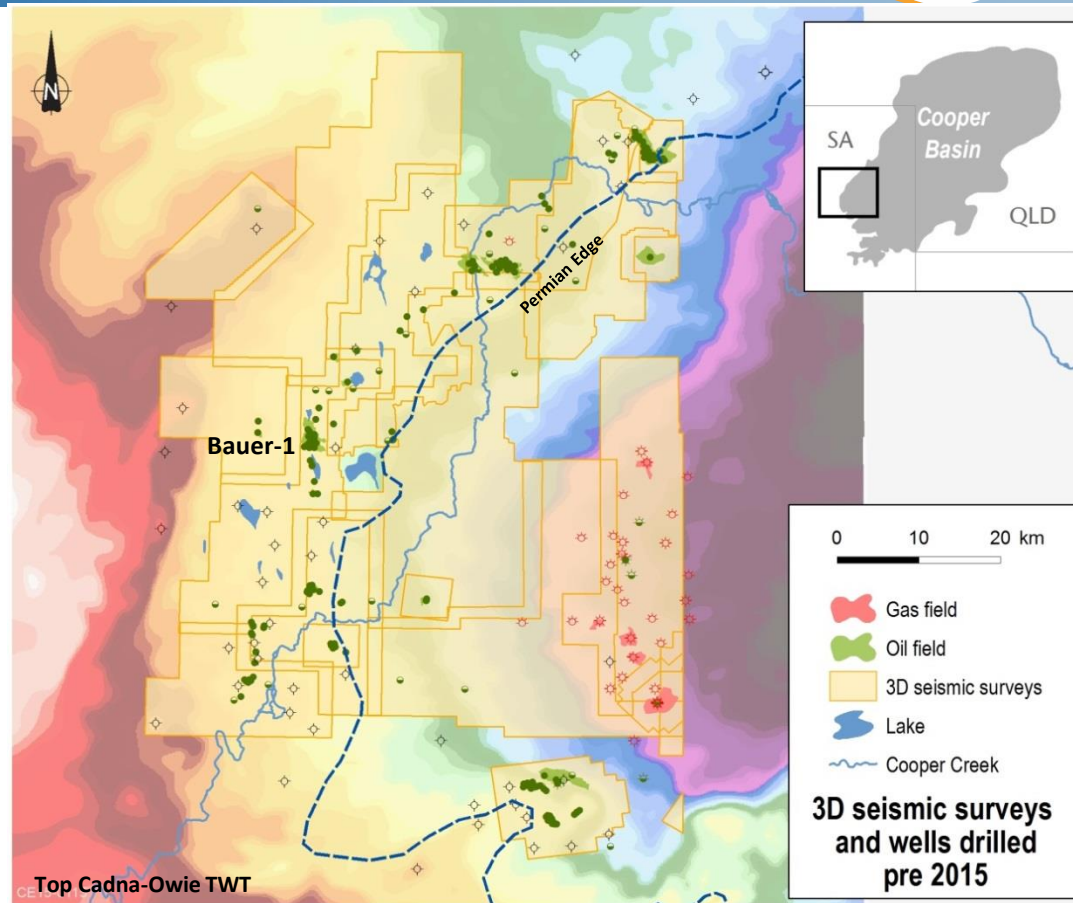 N
Cooper
Basin
SA
QLD
Permian Edge
Bauer-1
0 10 20 km
Gas field
Oil field
3D seismic surveys
Lake
Cooper Creek
3D seismic surveys
and wells drilled
pre 2015
Top Cadna-Owie TWT